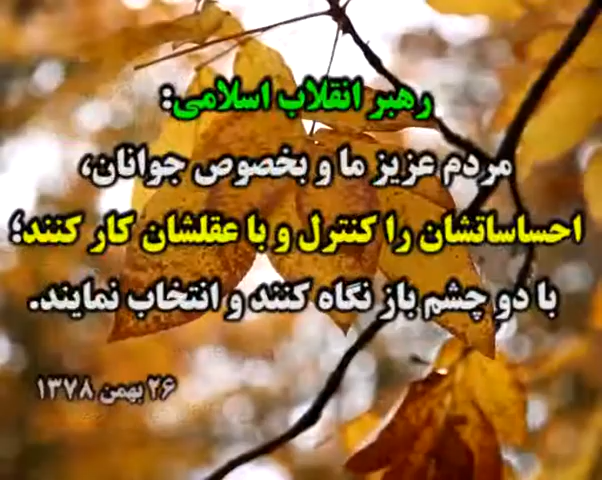 رهبر انقلاب اسلامی:
مردم عزیز ما و بخصوص جوانان،
احساساتشان را کنترل و با عقلشان کار کنند؛
با دو چشم باز نگاه کنند و انتخاب نمایند.
۲۶ بهمن ۱۳۷۸